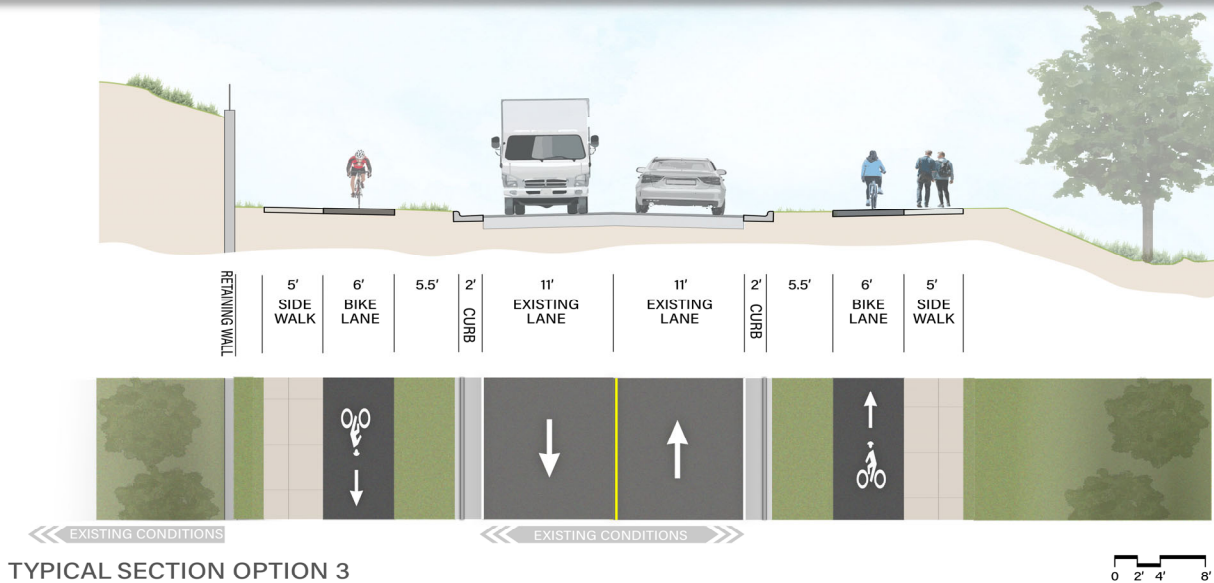 RETAINING WALL
5′
SIDE
WALK
6′
BIKE
LANE
5.5′
2′
CURB
11′
EXISTING
LANE
11′
EXISTING
LANE
2′
CURB
5.5′
6′
BIKE
LANE
5′
SIDE
WALK
EXISTING CONDITIONS
EXISTING CONDITIONS
TYPICAL SECTION OPTION 3
0 2′ 4′ 8′